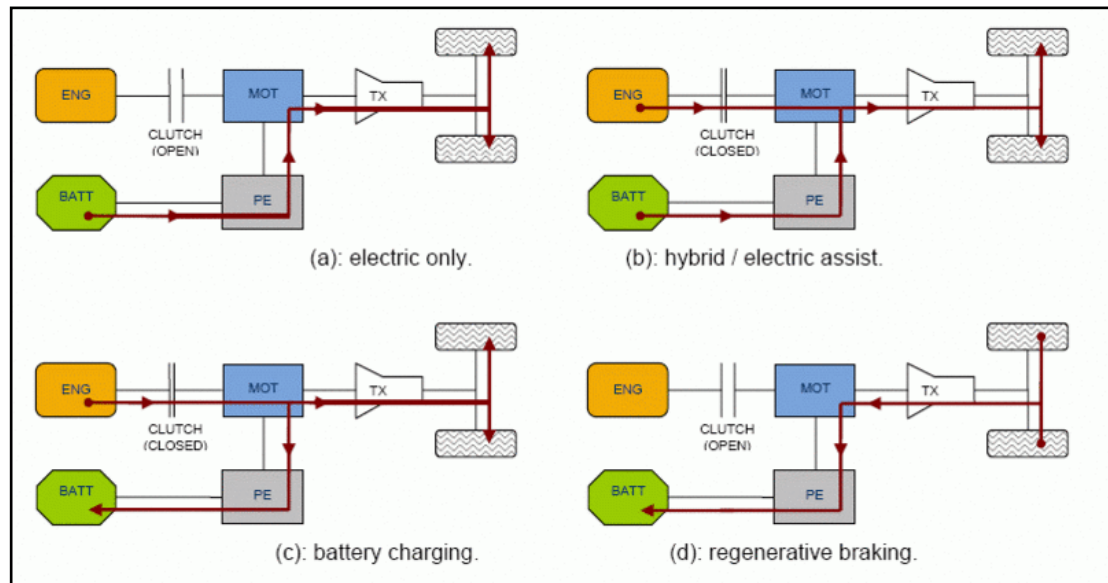 ENG
MOT
TX
CLUTCH
(OPEN)
BATT
PE
(a): electric only.
ENG
MOT
TX
CLUTCH
(CLOSED)
BATT
PE
(b): hybrid / electric assist.
ENG
MOT
TX
CLUTCH
(CLOSED)
BATT
PE
(c): battery charging.
ENG
MOT
TX
CLUTCH
(OPEN)
BATT
PE
(d): regenerative braking.